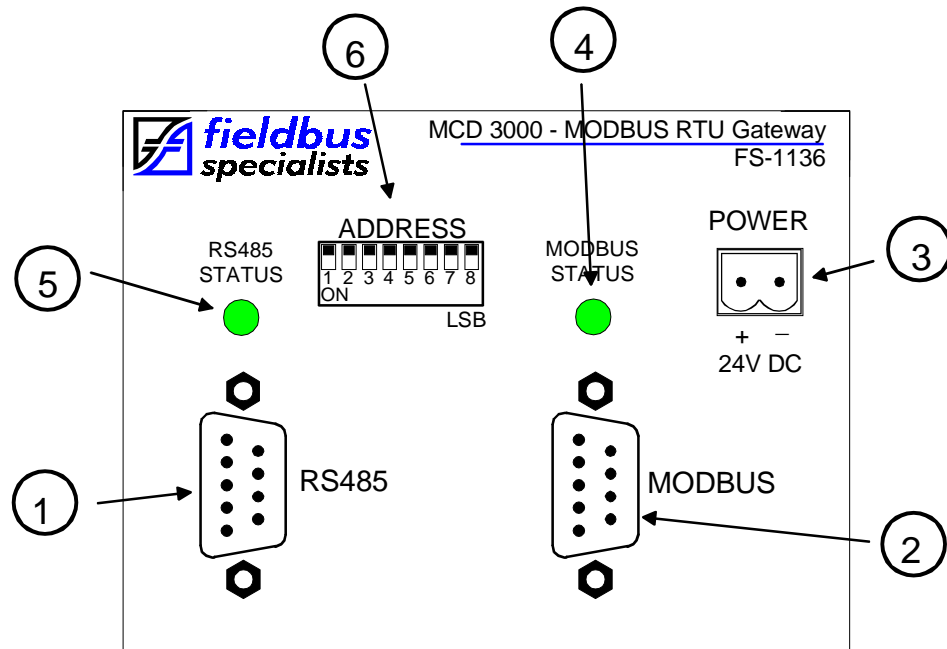 6
4
fieldbus
specialists
MCD 3000 - MODBUS RTU Gateway
FS-1136
ADDRESS
1 2 3 4 5 6 7 8
ON
LSB
RS485
STATUS
MODBUS
STATUS
POWER
+ −
24V DC
5
3
RS485
MODBUS
1
2